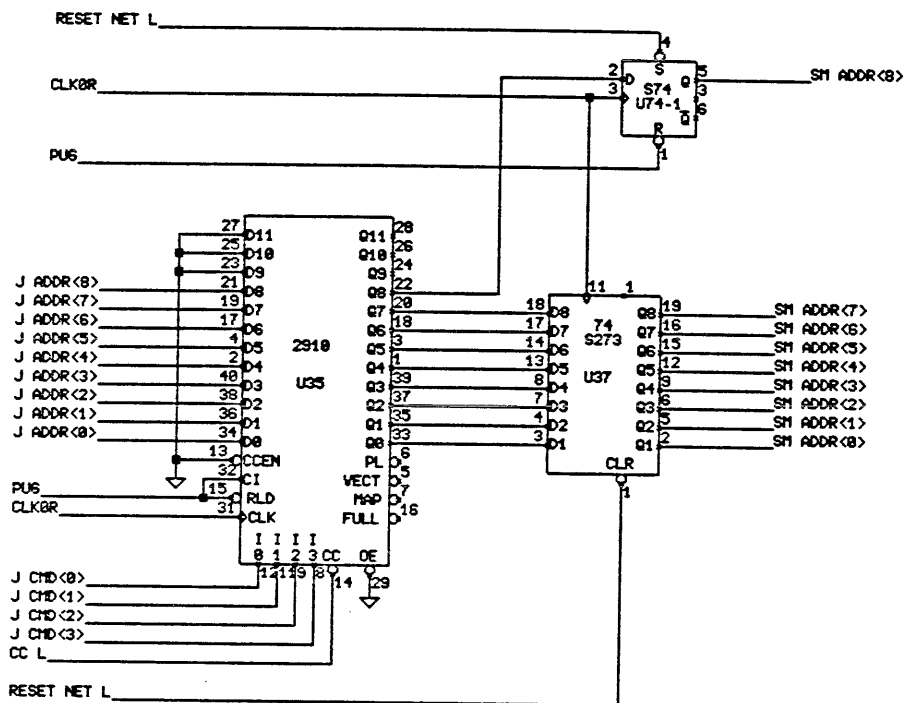 RESET NET L
4
S
2 D Q 5 SM ADDR<8>
CLK0R
3 S74 3
U74-1 Q 6
R
PU6
1
27 D11 Q11 28
25 D10 Q10 26
23 D9 Q9 24
J ADDR<8> 21 D8 Q8 22
J ADDR<7> 19 D7 Q7 20
J ADDR<6> 17 D6 Q6 18
J ADDR<5> 4 D5 Q5 3
J ADDR<4> 2 D4 Q4 1
J ADDR<3> 40 D3 Q3 39
J ADDR<2> 38 D2 Q2 37
J ADDR<1> 36 D1 Q1 35
J ADDR<0> 34 D0 Q0 33
2910
U35
13 CCEN PL 6
32 CI VECT 5
PU6 15 RLD MAP 7
CLK0R 31 CLK FULL 16
I I I I
0 1 2 3 CC OE
12 11 9 8 14 29
11 1
18 D8 Q8 19 SM ADDR<7>
17 D7 Q7 16 SM ADDR<6>
14 D6 Q6 15 SM ADDR<5>
13 D5 Q5 12 SM ADDR<4>
8 D4 Q4 9 SM ADDR<3>
7 D3 Q3 6 SM ADDR<2>
4 D2 Q2 5 SM ADDR<1>
3 D1 Q1 2 SM ADDR<0>
74
S273
U37
CLR
1
J CMD<0>
J CMD<1>
J CMD<2>
J CMD<3>
CC L
RESET NET L